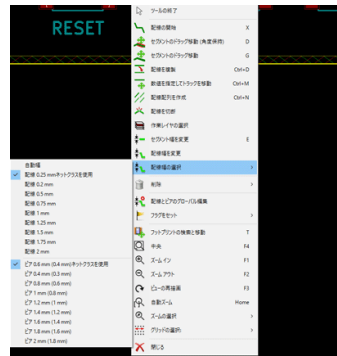 RESET
ツールの終了
配線の開始 X
セグメントのドラッグ移動 (角度保持) D
セグメントのドラッグ移動 G
配線を複製 Ctrl+D
数値を指定してトラックを移動 Ctrl+M
配線配列を作成 Ctrl+N
配線を切断
作業レイヤの選択
セグメント幅を変更 E
配線幅を変更
配線幅の選択
削除
配線とビアのグローバル編集
フラグをセット
フットプリントの検索と移動 T
中央 F4
ズーム イン F1
ズーム アウト F2
ビューの再描画 F3
自動ズーム Home
ズームの選択
グリッドの選択
閉じる
自動幅
配線 0.25 mmネットクラスを使用
配線 0.2 mm
配線 0.5 mm
配線 0.75 mm
配線 1 mm
配線 1.25 mm
配線 1.5 mm
配線 1.75 mm
配線 2 mm
ビア 0.6 mm (0.4 mm)ネットクラスを使用
ビア 0.4 mm (0.3 mm)
ビア 0.8 mm (0.6 mm)
ビア 1 mm (0.8 mm)
ビア 1.2 mm (1 mm)
ビア 1.4 mm (1.2 mm)
ビア 1.6 mm (1.4 mm)
ビア 1.8 mm (1.6 mm)
ビア 2 mm (1.8 mm)